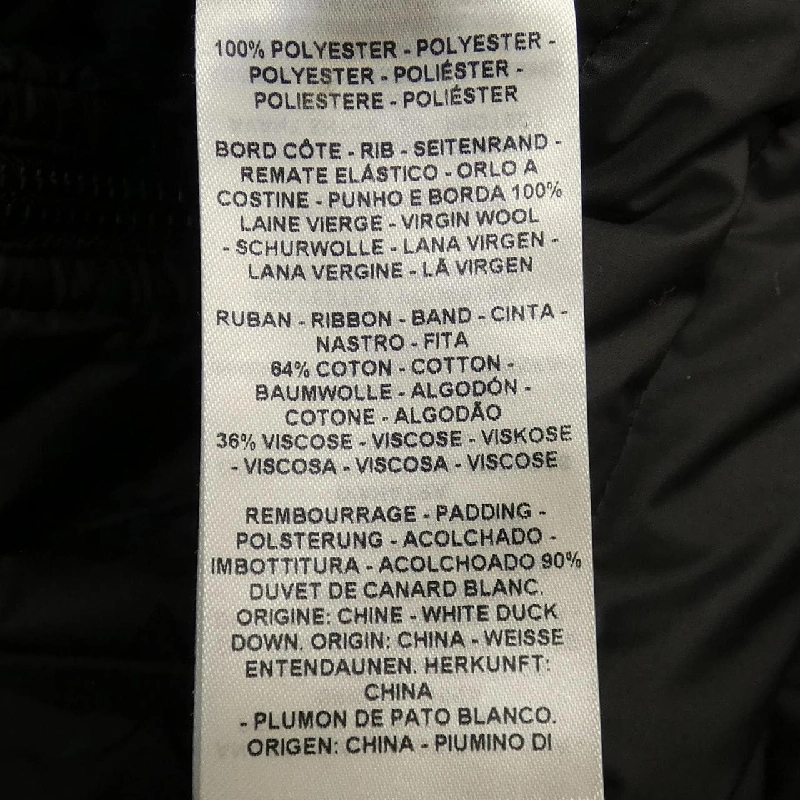 100% POLYESTER - POLYESTER -
POLYESTER - POLIÉSTER -
POLIESTERE - POLIÉSTER
BORD CÔTE - RIB - SEITENRAND -
REMATE ELÁSTICO - ORLO A
COSTINE - PUNHO E BORDA 100%
LAINE VIERGE - VIRGIN WOOL
- SCHURWOLLE - LANA VIRGEN -
LANA VERGINE - LÃ VIRGEN
RUBAN - RIBBON - BAND - CINTA -
NASTRO - FITA
64% COTON - COTTON -
BAUMWOLLE - ALGODÓN -
COTONE - ALGODÃO
36% VISCOSE - VISCOSE - VISKOSE
- VISCOSA - VISCOSA - VISCOSE
REMBOURRAGE - PADDING -
POLSTERUNG - ACOLCHADO -
IMBOTTITURA - ACOLCHOADO 90%
DUVET DE CANARD BLANC.
ORIGINE: CHINE - WHITE DUCK
DOWN. ORIGIN: CHINA - WEISSE
ENTENDAUNEN. HERKUNFT:
CHINA
- PLUMON DE PATO BLANCO.
ORIGEN: CHINA - PIUMINO DI